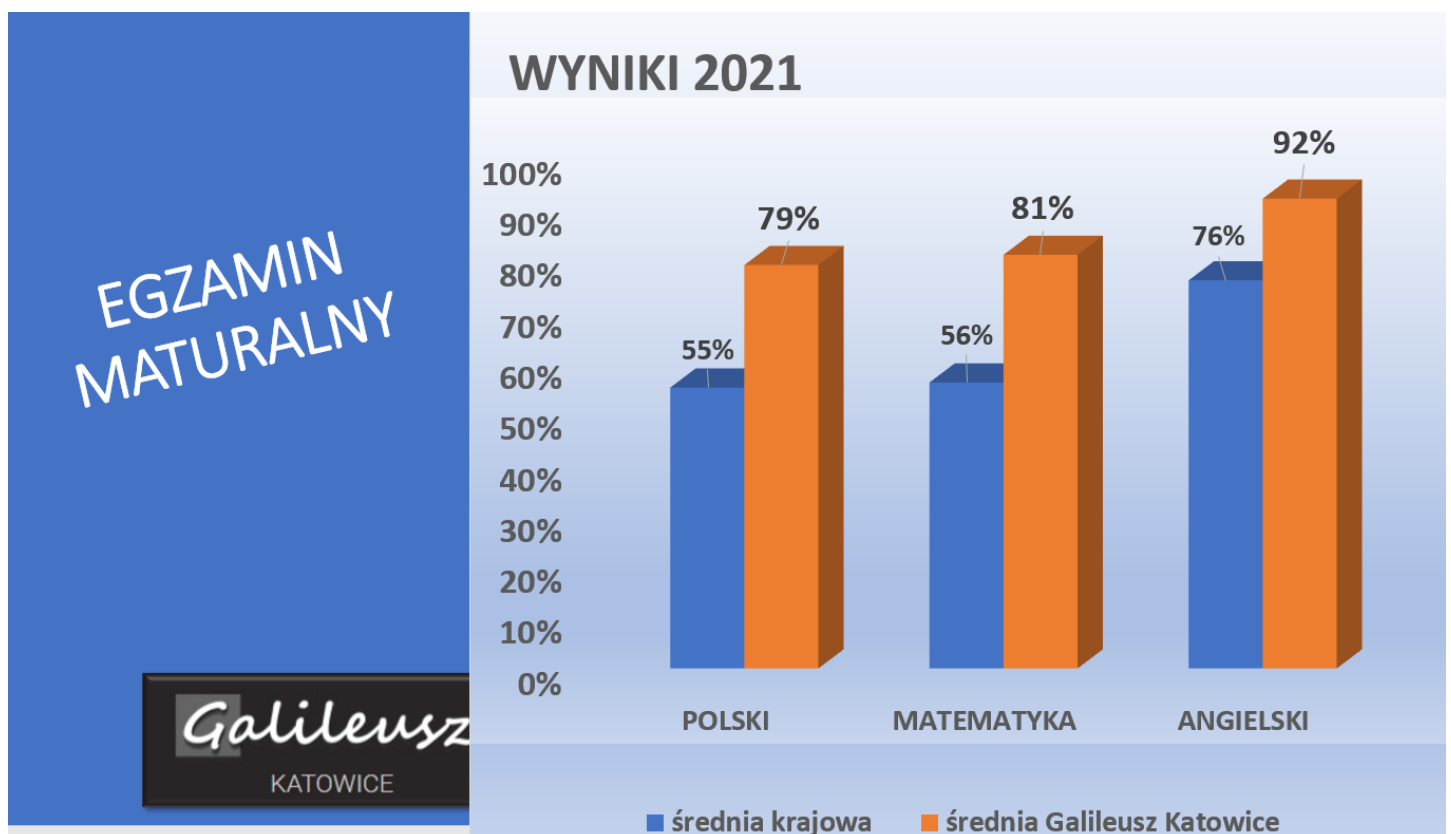 EGZAMIN
MATURALNY
Galileusz
KATOWICE
WYNIKI 2021
100%
90%
80%
70%
60%
50%
40%
30%
20%
10%
0%
55%
79%
56%
81%
76%
92%
POLSKI
MATEMATYKA
ANGIELSKI
średnia krajowa
średnia Galileusz Katowice